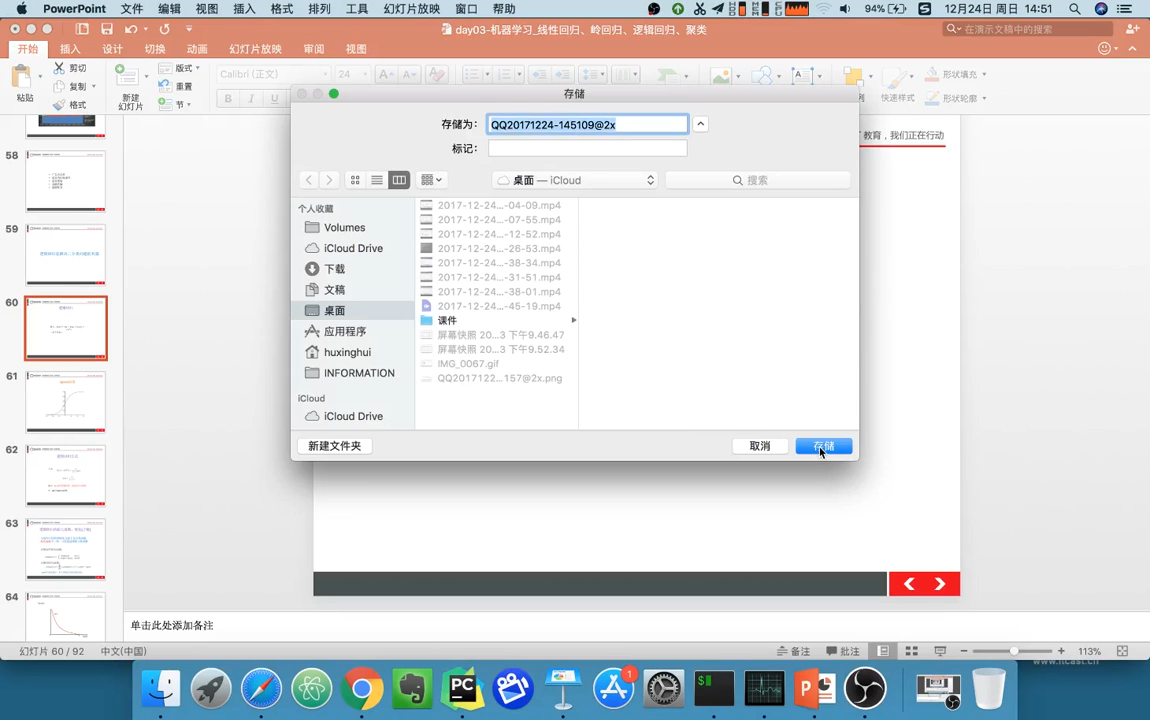 PowerPoint 文件 编辑 视图 插入 格式 排列 工具 幻灯片放映 窗口 帮助 94% 12月24日 周日 14:51
day03-机器学习_线性回归、岭回归、逻辑回归、聚类
在演示文稿中的搜索
开始 插入 设计 切换 动画 幻灯片放映 审阅 视图
粘贴
剪切
复制
格式
新建
幻灯片
版式
重置
节
Calibri (正文) 24
B I U
快速样式
形状填充
形状轮廓
存储
存储为: QQ20171224-145109@2x
标记:
桌面 — iCloud
搜索
教育，我们正在行动
个人收藏
Volumes
iCloud Drive
下载
文稿
桌面
应用程序
huxinghui
INFORMATION
iCloud
iCloud Drive
2017-12-24...-04-09.mp4
2017-12-24...-07-55.mp4
2017-12-24...-12-52.mp4
2017-12-24...-26-53.mp4
2017-12-24...-38-34.mp4
2017-12-24...-31-51.mp4
2017-12-24...-38-01.mp4
2017-12-24...-45-19.mp4
课件
屏幕快照 20...3 下午9.46.47
屏幕快照 20...3 下午9.52.34
IMG_0067.gif
QQ2017122...157@2x.png
新建文件夹 取消 存储
58
59
60
61
62
63
64
单击此处添加备注
幻灯片 60 / 92 中文(中国)
备注 批注 113%
www.itcast.cn
PC
1
$